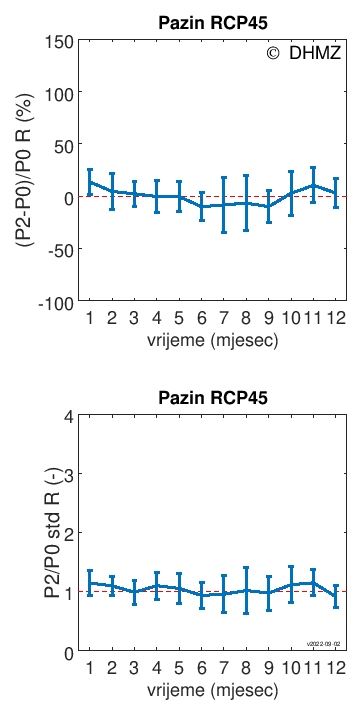 Pazin RCP45
© DHMZ
(P2-P0)/P0 R (%)
150
100
50
0
-50
-100
1 2 3 4 5 6 7 8 9 10 11 12
vrijeme (mjesec)
Pazin RCP45
P2/P0 std R (-)
4
3
2
1
0
v2022-09-02
1 2 3 4 5 6 7 8 9 10 11 12
vrijeme (mjesec)